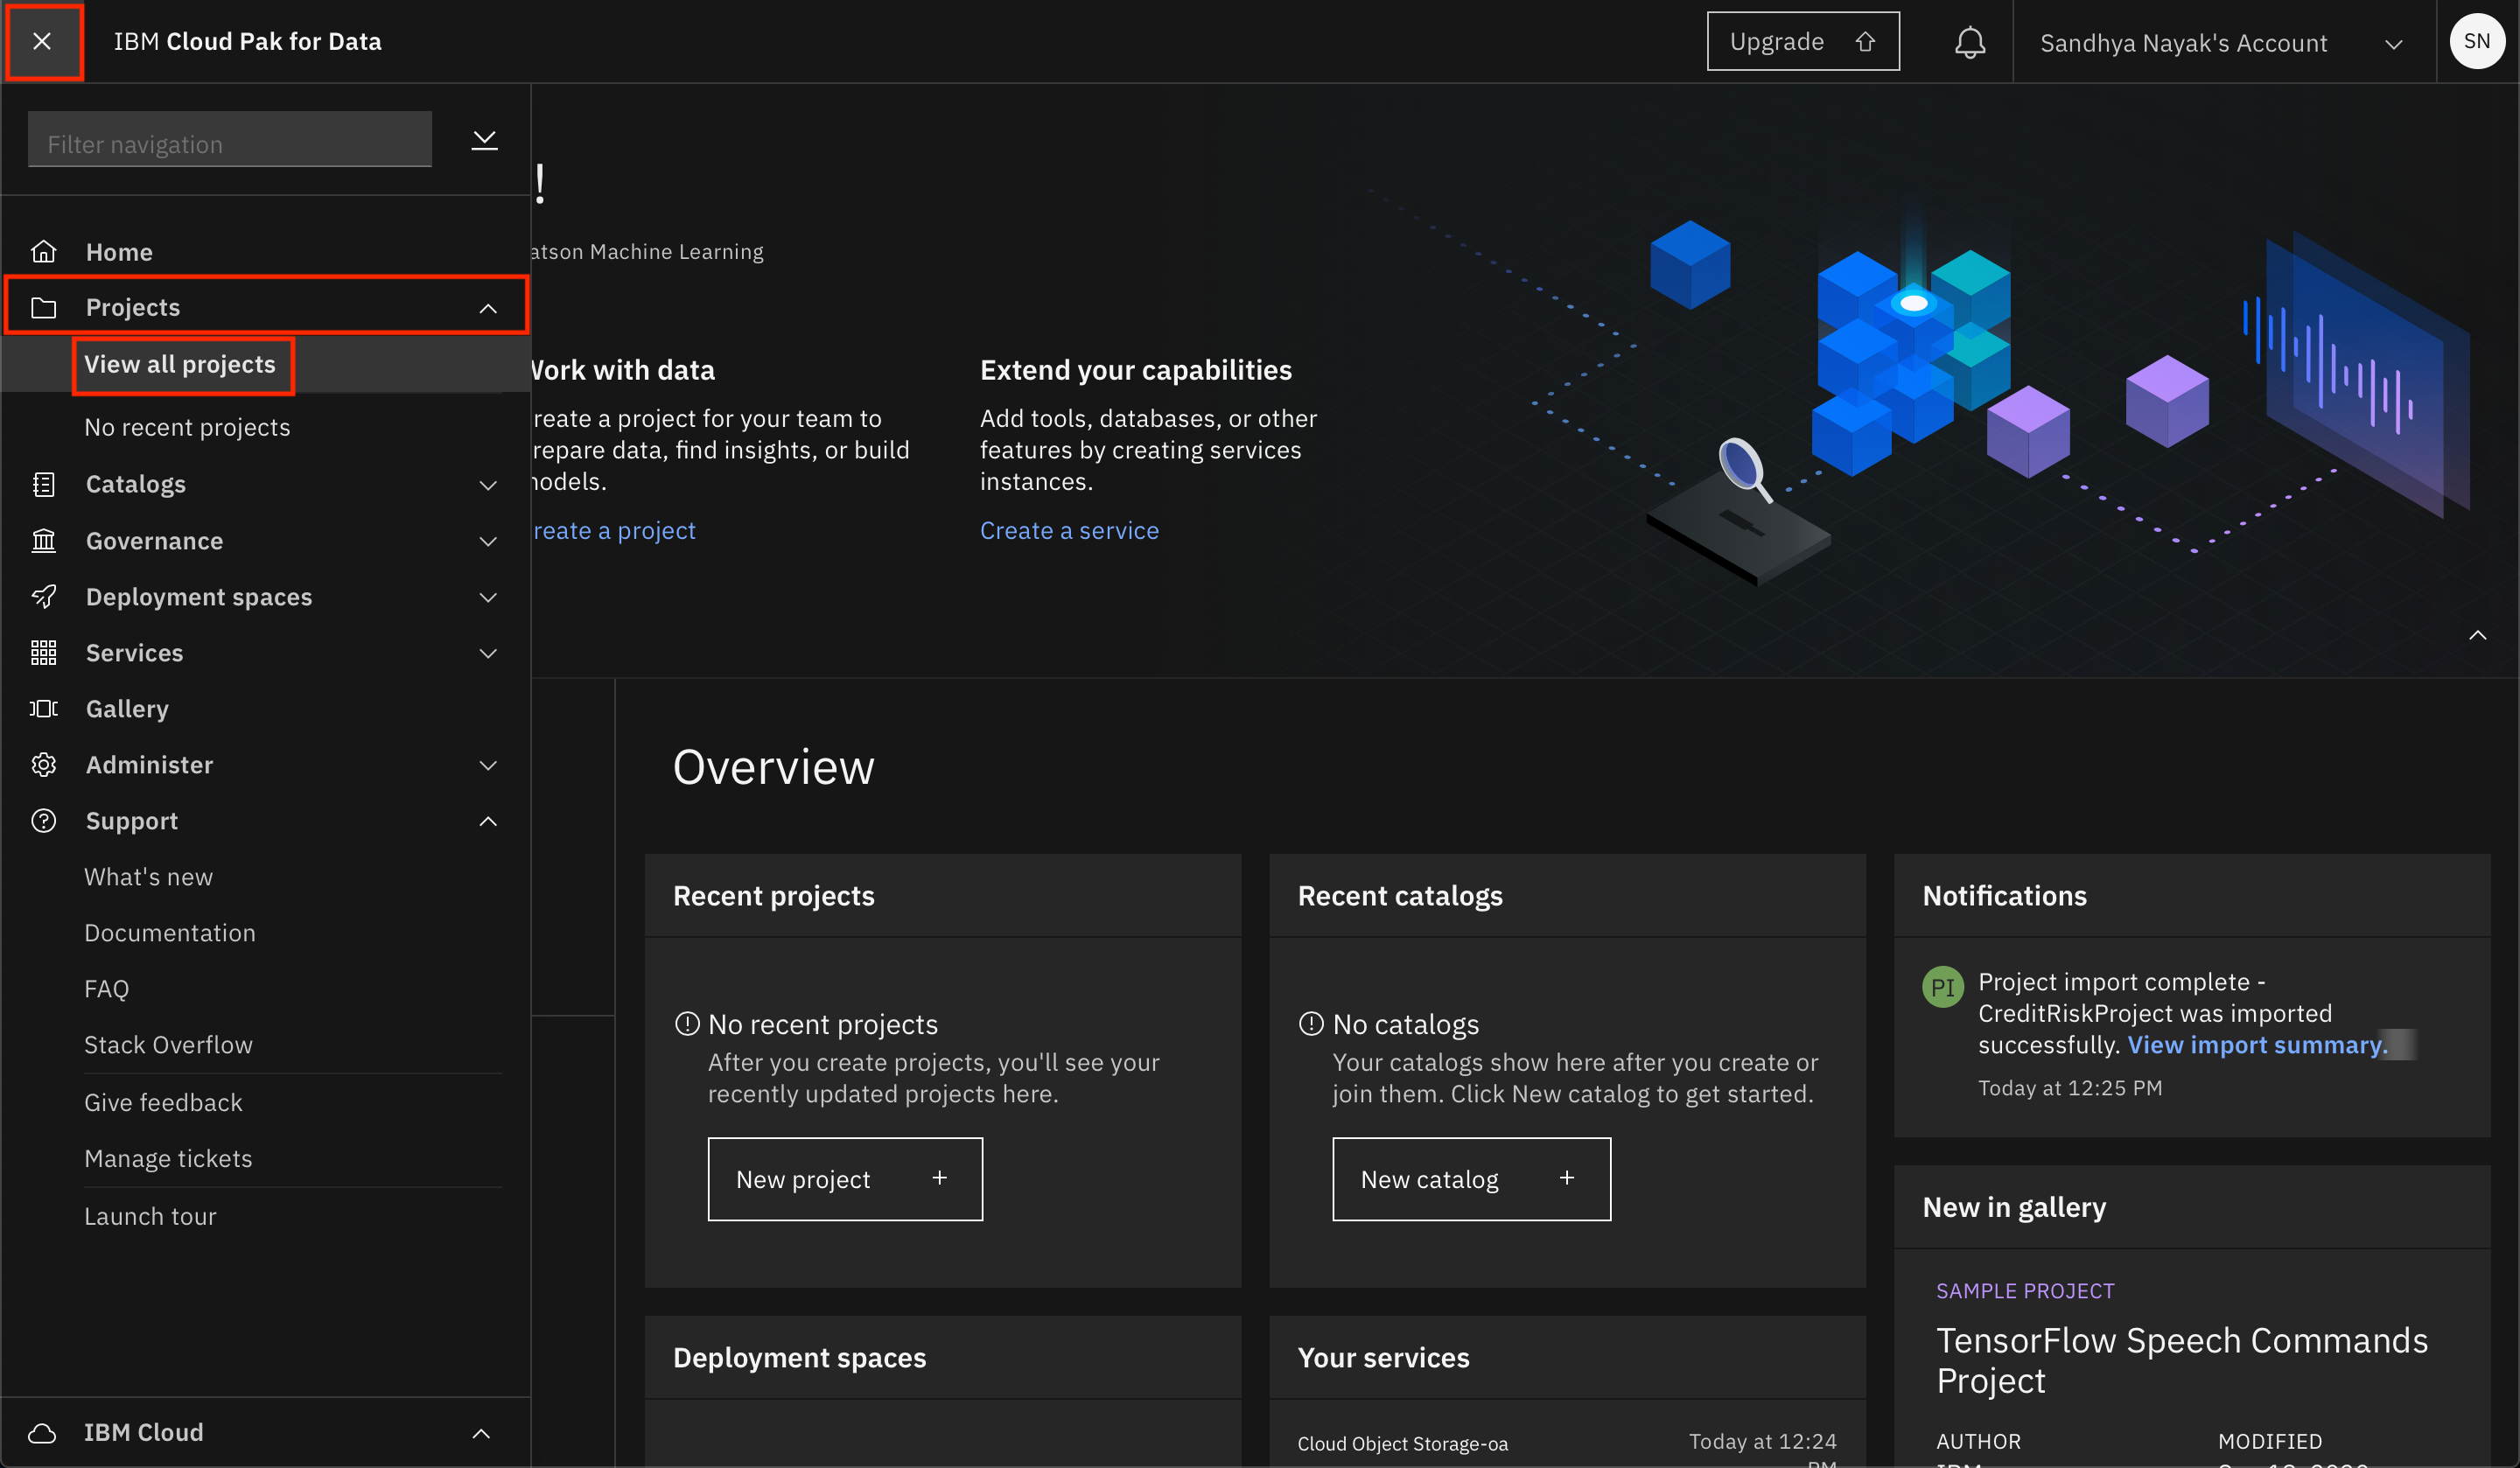 IBM Cloud Pak for Data
Upgrade
Sandhya Nayak's Account
SN
Filter navigation
Home
Projects
View all projects
No recent projects
Catalogs
Governance
Deployment spaces
Services
Gallery
Administer
Support
What's new
Documentation
FAQ
Stack Overflow
Give feedback
Manage tickets
Launch tour
IBM Cloud
!
atson Machine Learning
Work with data
reate a project for your team to
repare data, find insights, or build
nodels.
reate a project
Extend your capabilities
Add tools, databases, or other
features by creating services
instances.
Create a service
Overview
Recent projects
No recent projects
After you create projects, you'll see your
recently updated projects here.
New project +
Recent catalogs
No catalogs
Your catalogs show here after you create or
join them. Click New catalog to get started.
New catalog +
Notifications
PI
Project import complete -
CreditRiskProject was imported
successfully. View import summary.
Today at 12:25 PM
New in gallery
SAMPLE PROJECT
TensorFlow Speech Commands
Project
AUTHOR
MODIFIED
IBM
Deployment spaces
Your services
Cloud Object Storage-oa
Today at 12:24
PM